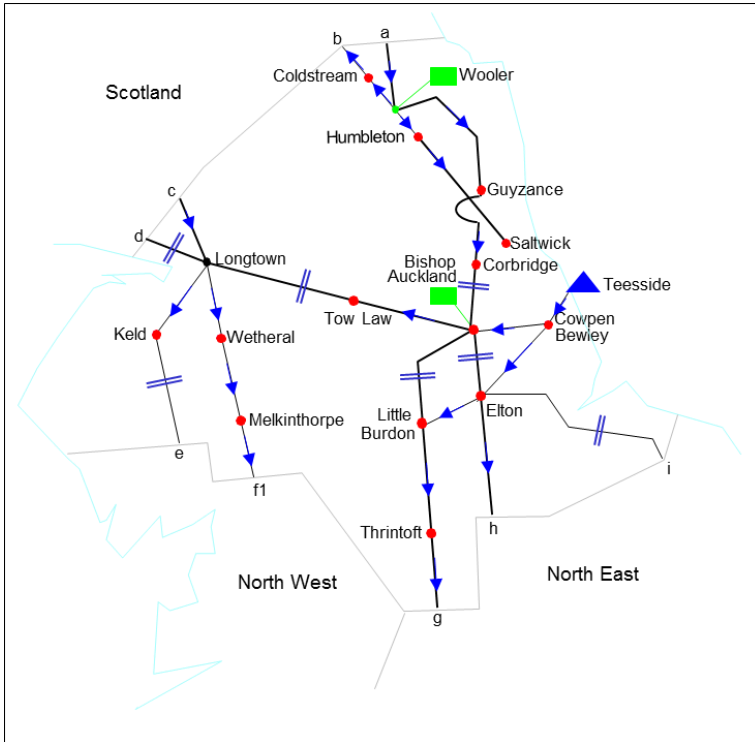 b
a
Coldstream
Wooler
Scotland
Humbleton
Guyzance
c
d
Saltwick
Longtown
Bishop
Auckland
Corbridge
Teesside
Tow Law
Keld
Wetheral
Cowpen
Bewley
Elton
Little
Burdon
Melkinthorpe
e
f1
i
h
Thrintoft
North West
North East
g